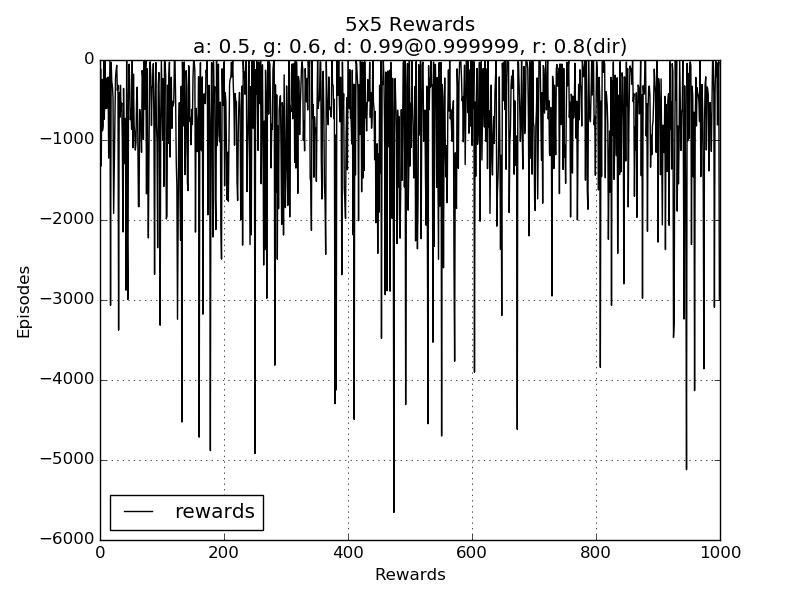 5x5 Rewards
a: 0.5, g: 0.6, d: 0.99@0.999999, r: 0.8(dir)
0
−1000
−2000
−3000
−4000
−5000
−6000
Episodes
rewards
0 200 400 600 800 1000
Rewards